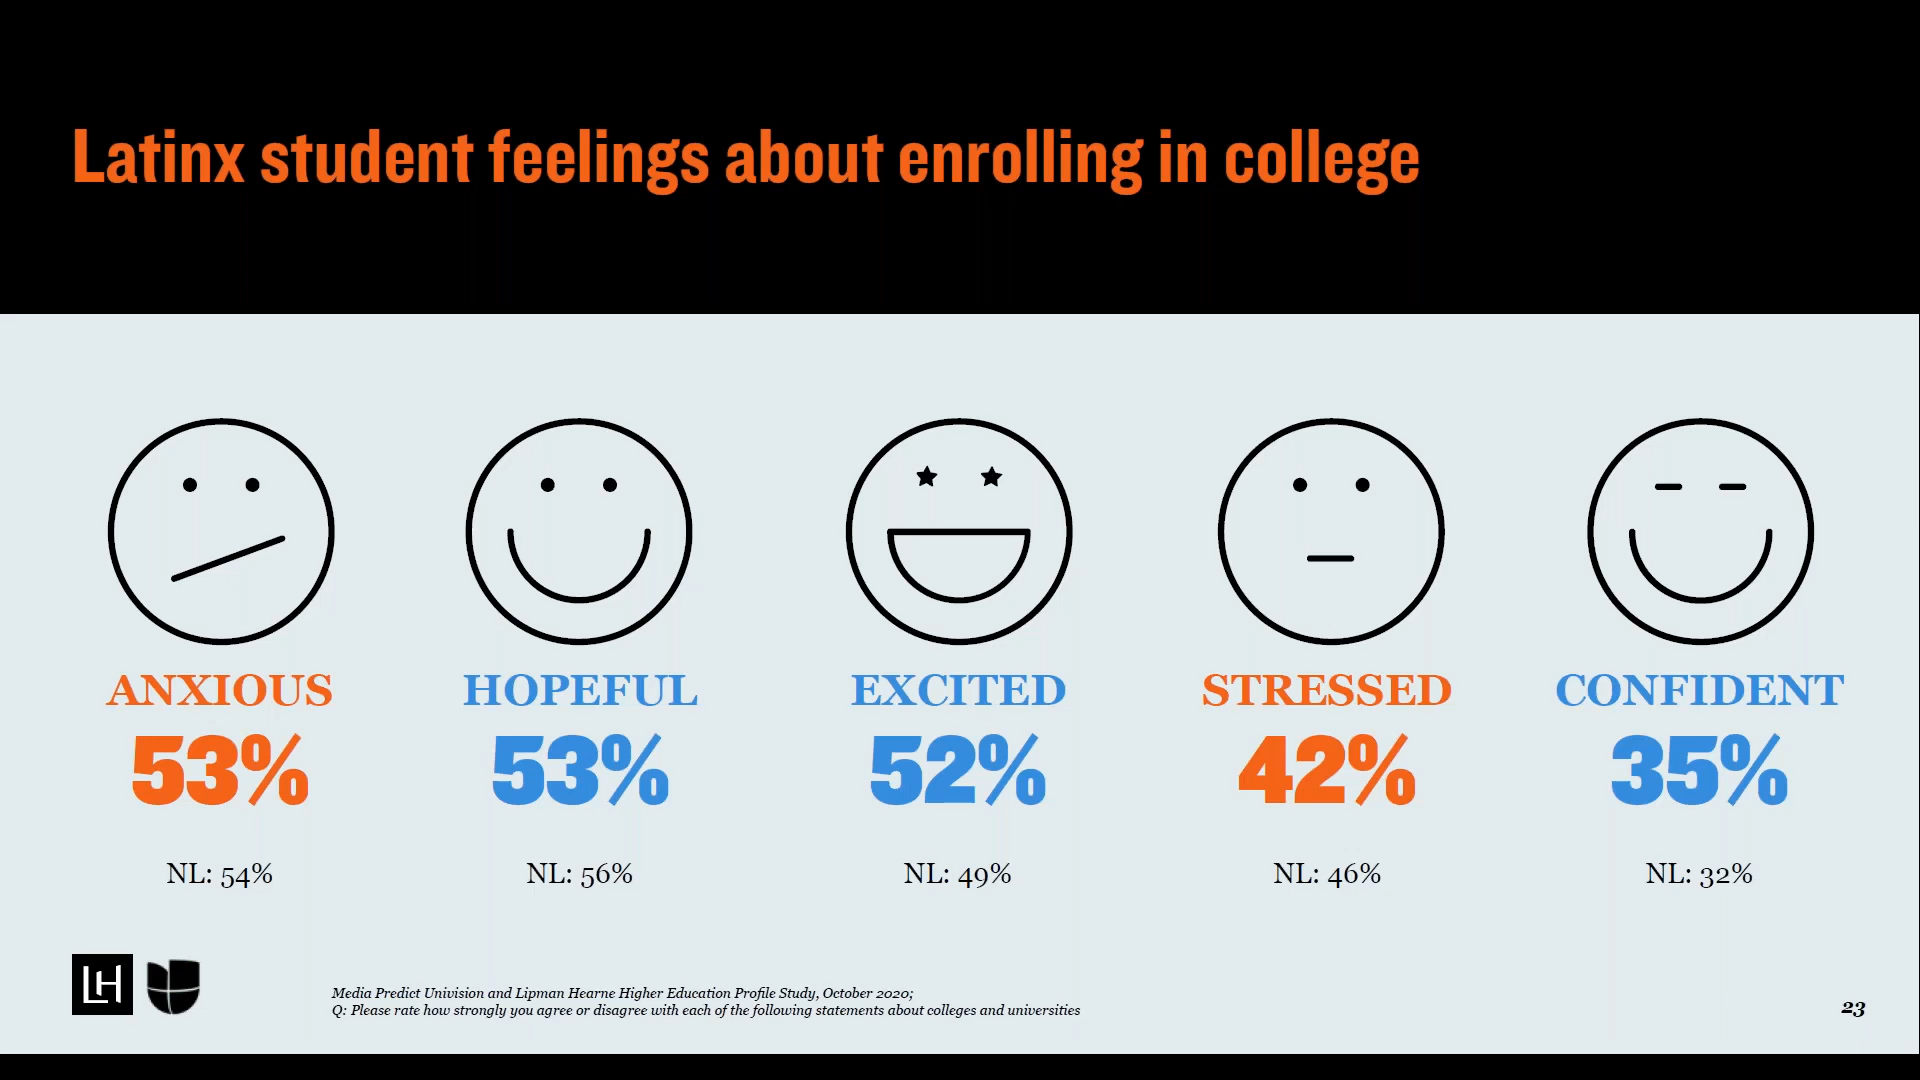 Latinx student feelings about enrolling in college
ANXIOUS
53%
NL: 54%
HOPEFUL
53%
NL: 56%
EXCITED
52%
NL: 49%
STRESSED
42%
NL: 46%
CONFIDENT
35%
NL: 32%
LH
Media Predict Univision and Lipman Hearne Higher Education Profile Study, October 2020;
Q: Please rate how strongly you agree or disagree with each of the following statements about colleges and universities
23